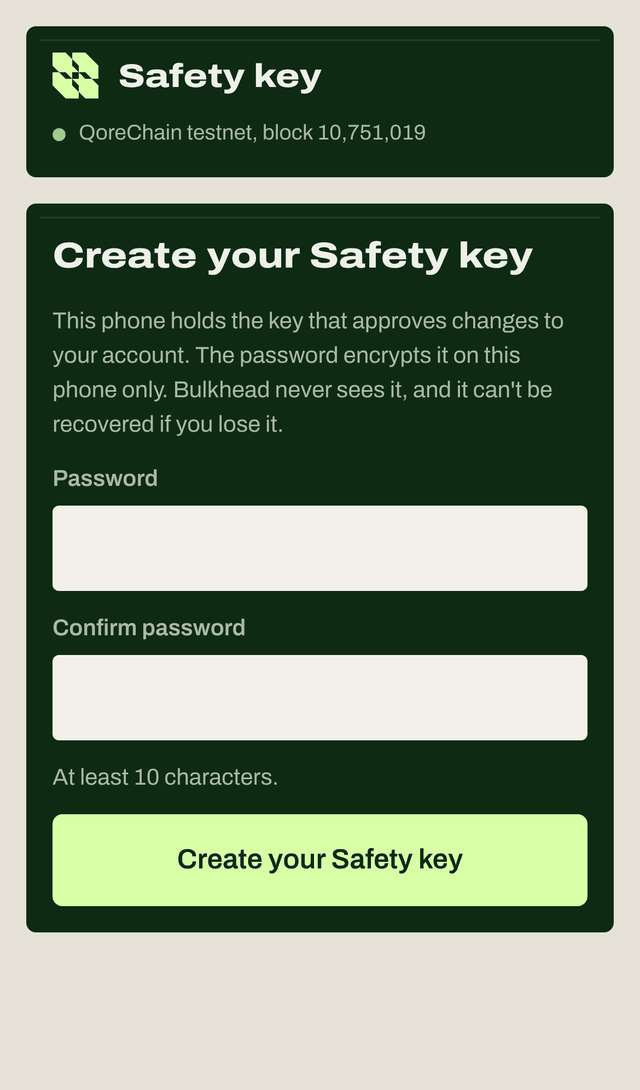 Safety key
QoreChain testnet, block 10,751,019
Create your Safety key
This phone holds the key that approves changes to
your account. The password encrypts it on this
phone only. Bulkhead never sees it, and it can't be
recovered if you lose it.
Password
Confirm password
At least 10 characters.
Create your Safety key